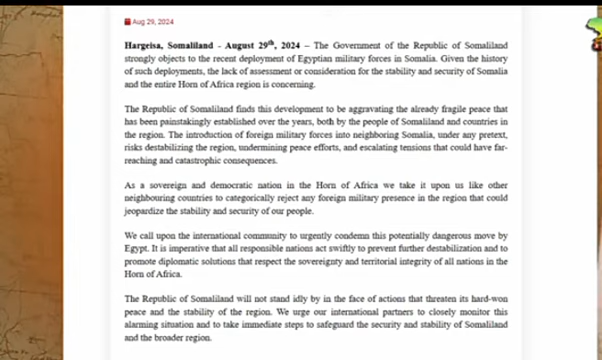 Aug 29, 2024
Hargeisa, Somaliland - August 29th, 2024 – The Government of the Republic of Somaliland
strongly objects to the recent deployment of Egyptian military forces in Somalia. Given the history
of such deployments, the lack of assessment or consideration for the stability and security of Somalia
and the entire Horn of Africa region is concerning.
The Republic of Somaliland finds this development to be aggravating the already fragile peace that
has been painstakingly established over the years, both by the people of Somaliland and countries in
the region. The introduction of foreign military forces into neighboring Somalia, under any pretext,
risks destabilizing the region, undermining peace efforts, and escalating tensions that could have far-
reaching and catastrophic consequences.
As a sovereign and democratic nation in the Horn of Africa we take it upon us like other
neighbouring countries to categorically reject any foreign military presence in the region that could
jeopardize the stability and security of our people.
We call upon the international community to urgently condemn this potentially dangerous move by
Egypt. It is imperative that all responsible nations act swiftly to prevent further destabilization and to
promote diplomatic solutions that respect the sovereignty and territorial integrity of all nations in the
Horn of Africa.
The Republic of Somaliland will not stand idly by in the face of actions that threaten its hard-won
peace and the stability of the region. We urge our international partners to closely monitor this
alarming situation and to take immediate steps to safeguard the security and stability of Somaliland
and the broader region.